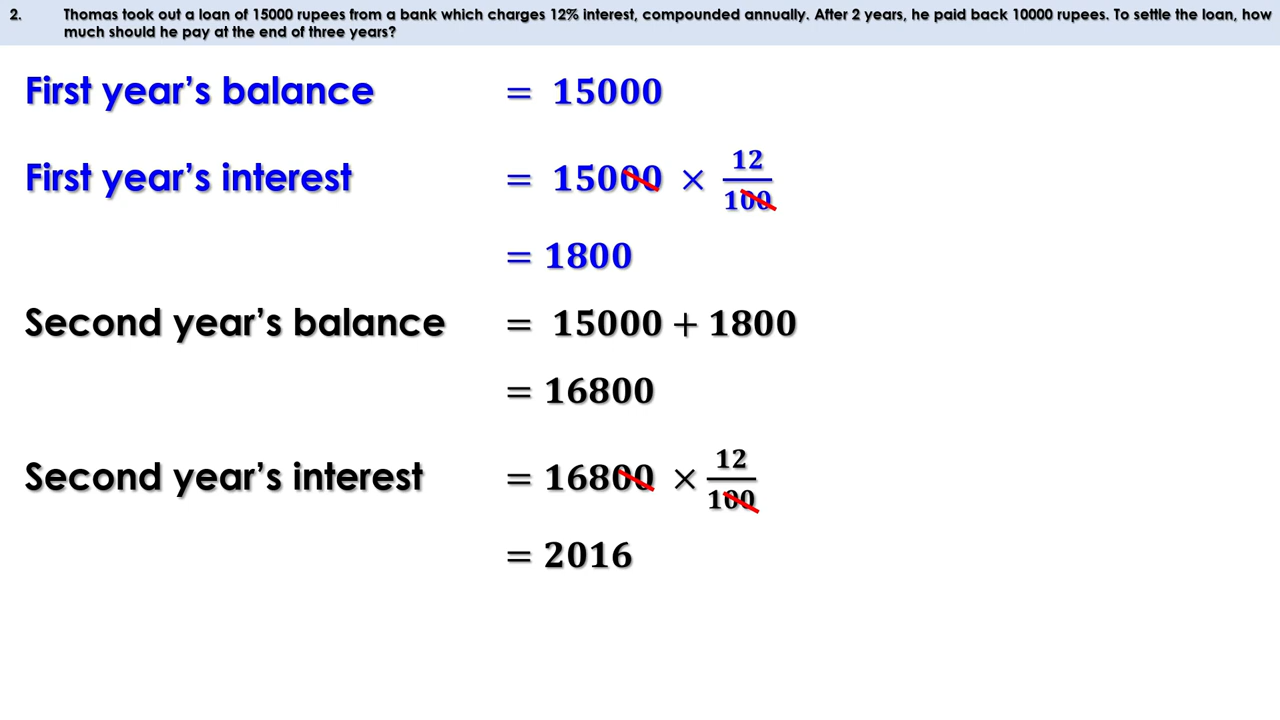 2. Thomas took out a loan of 15000 rupees from a bank which charges 12% interest, compounded annually. After 2 years, he paid back 10000 rupees. To settle the loan, how
much should he pay at the end of three years?
First year’s balance = 15000
First year’s interest = 15000 × 12/100
= 1800
Second year’s balance = 15000 + 1800
= 16800
Second year’s interest = 16800 × 12/100
= 2016